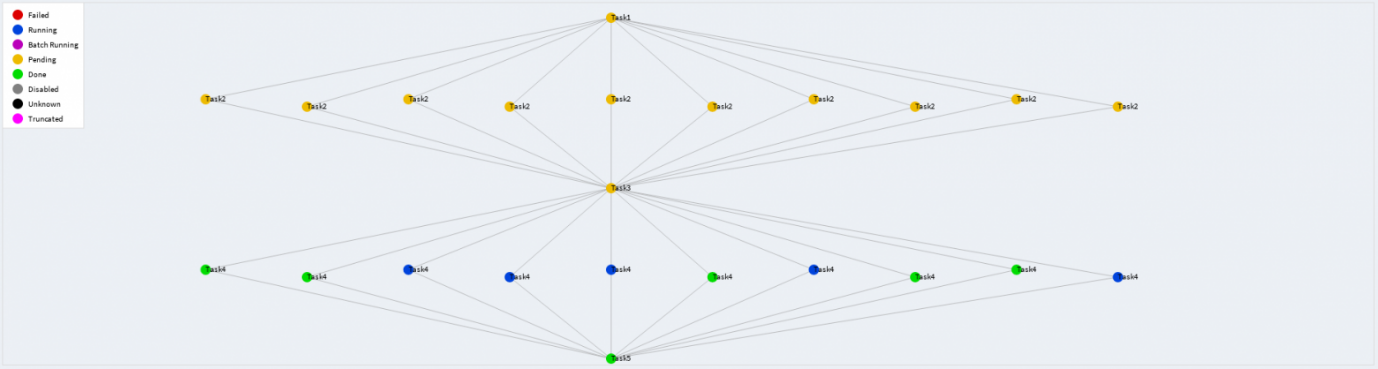 Failed
Running
Batch Running
Pending
Done
Disabled
Unknown
Truncated
Task1
Task2
Task2
Task2
Task2
Task2
Task2
Task2
Task2
Task2
Task2
Task3
Task4
Task4
Task4
Task4
Task4
Task4
Task4
Task4
Task4
Task4
Task5